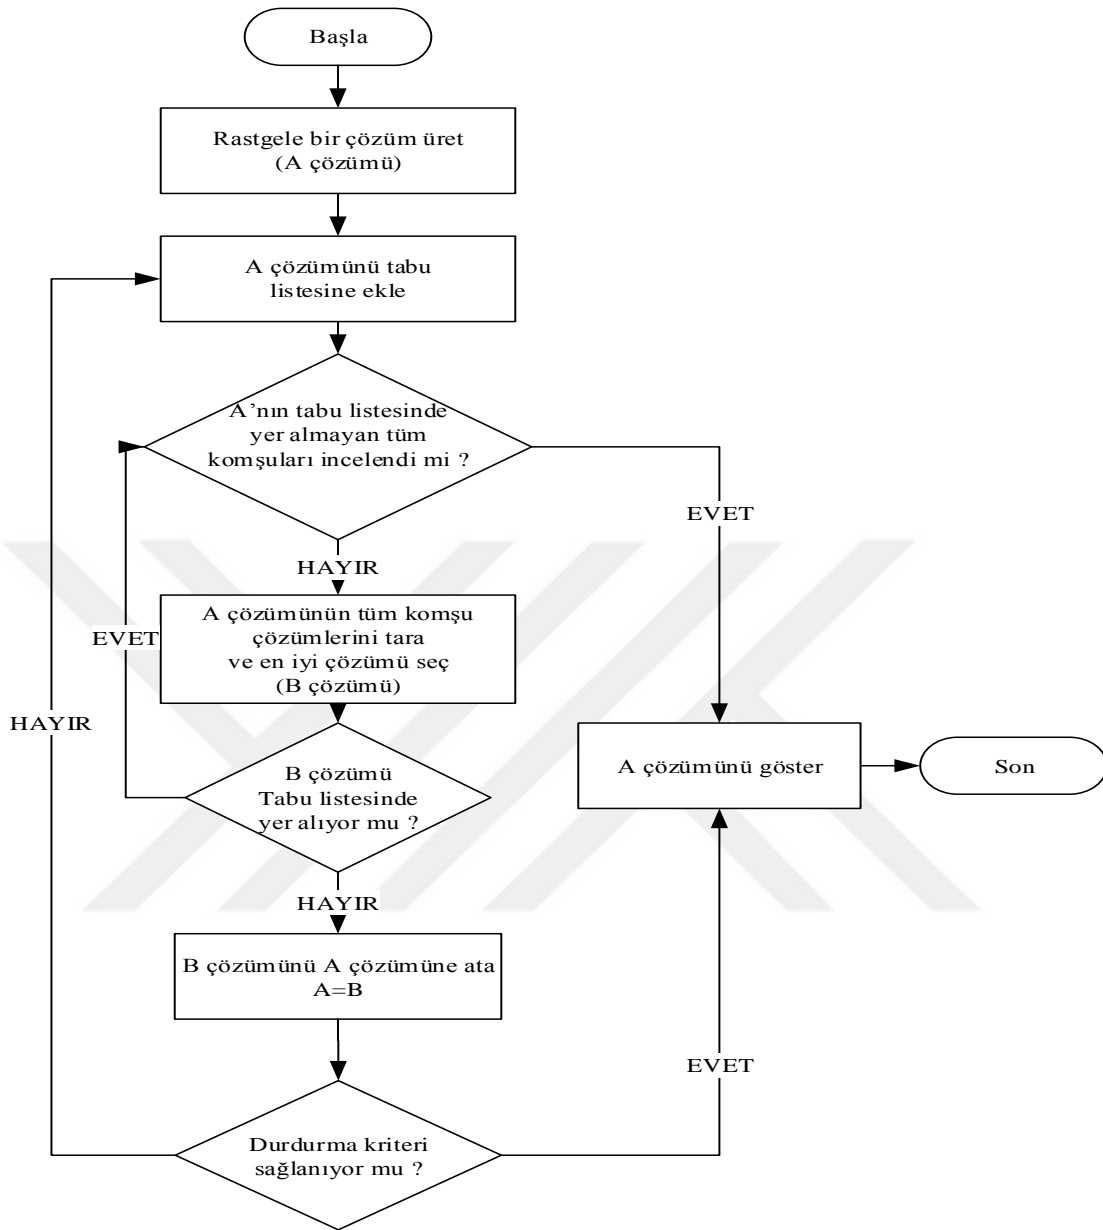 Başla
Rastgele bir çözüm üret
(A çözümü)
A çözümünü tabu
listesine ekle
A'nın tabu listesinde
yer almayan tüm
komşuları incelendi mi ?
EVET
HAYIR
A çözümünün tüm komşu
çözümlerini tara
ve en iyi çözümü seç
(B çözümü)
EVET
HAYIR
B çözümü
Tabu listesinde
yer alıyor mu ?
A çözümünü göster
Son
HAYIR
B çözümünü A çözümüne ata
A=B
EVET
Durdurma kriteri
sağlanıyor mu ?